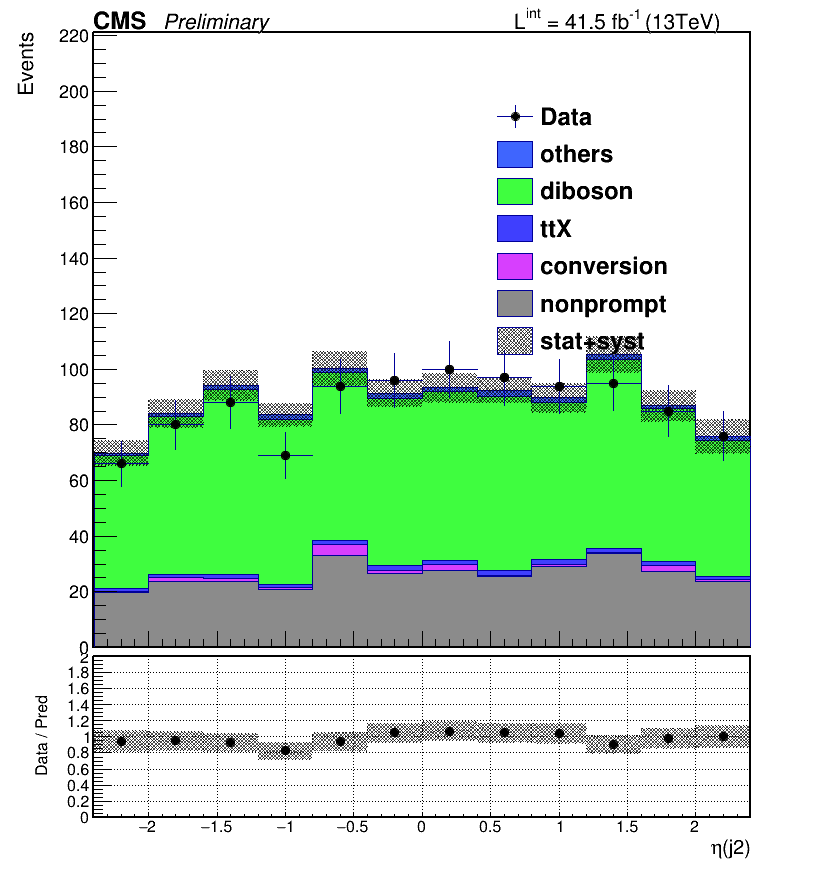 CMS Preliminary L^int = 41.5 fb^-1 (13TeV)
Events
220
200
180
160
140
120
100
80
60
40
20
0
Data
others
diboson
ttX
conversion
nonprompt
stat+syst
Data / Pred
2
1.8
1.6
1.4
1.2
1
0.8
0.6
0.4
0.2
0
−2 −1.5 −1 −0.5 0 0.5 1 1.5 2
η(j2)